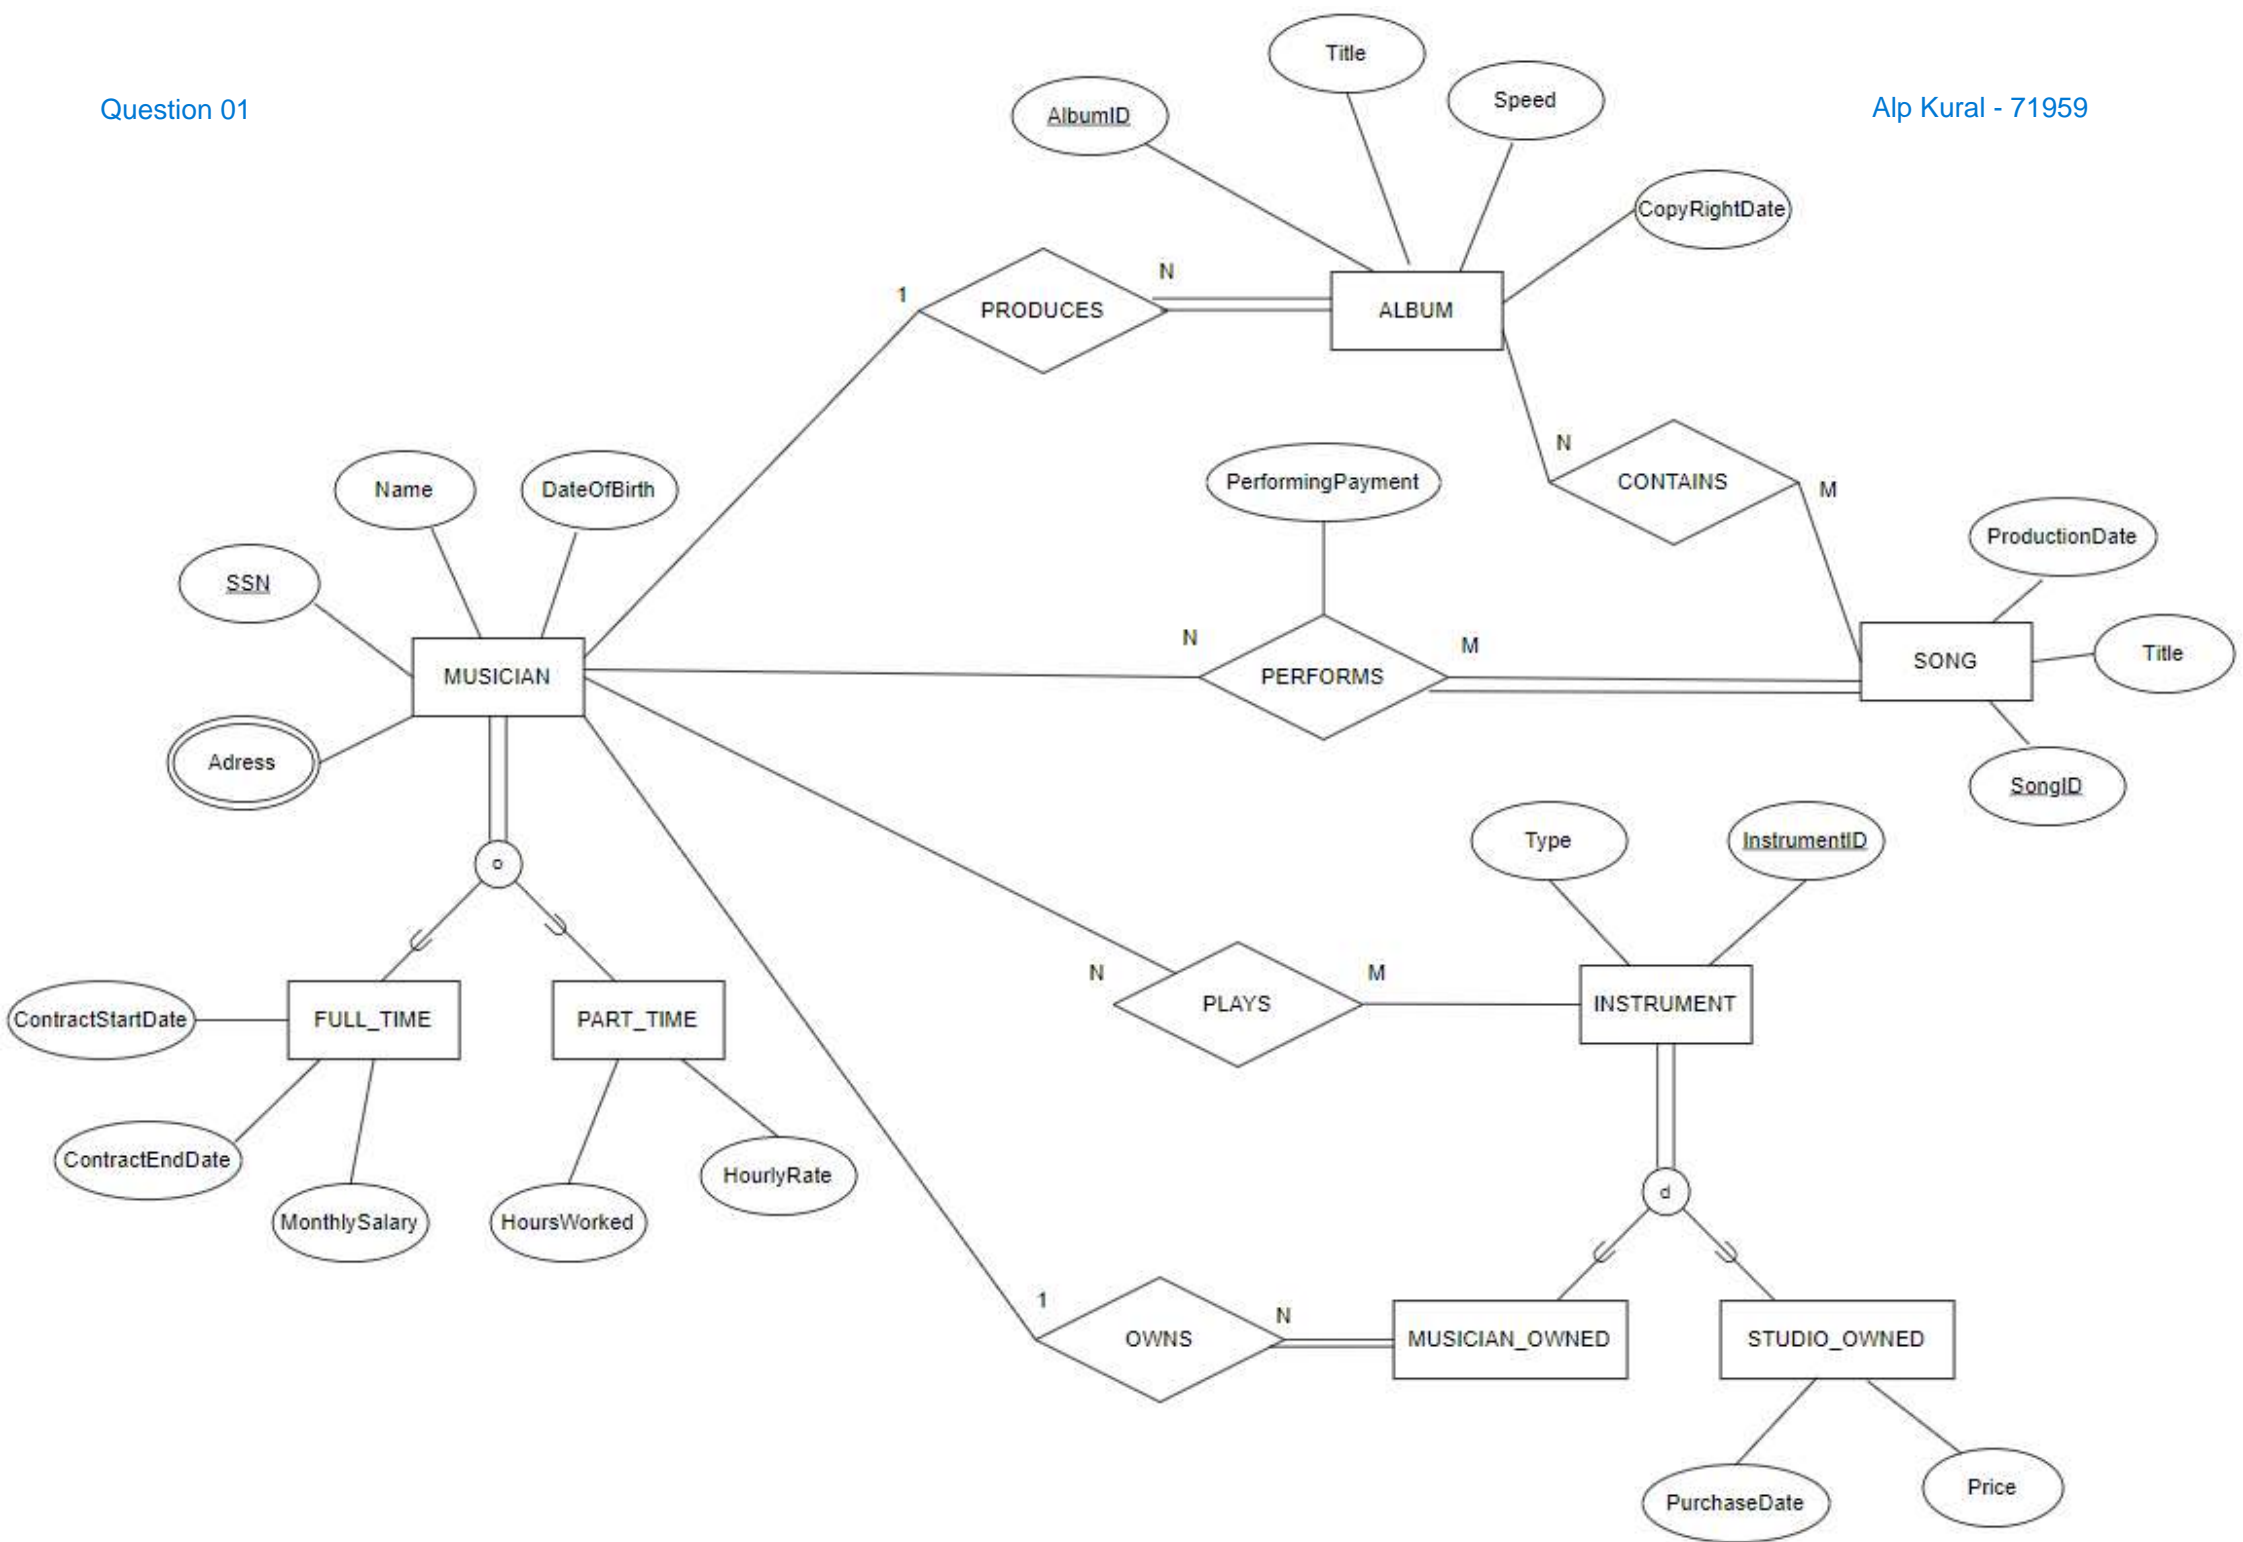 Question 01
Alp Kural - 71959
Title
Speed
AlbumID
CopyRightDate
N
1
PRODUCES
ALBUM
N
CONTAINS
M
PerformingPayment
Name
DateOfBirth
ProductionDate
SSN
N
M
MUSICIAN
PERFORMS
SONG
Title
Adress
SongID
Type
InstrumentID
o
N
M
PLAYS
INSTRUMENT
ContractStartDate
FULL_TIME
PART_TIME
ContractEndDate
HourlyRate
MonthlySalary
HoursWorked
d
1
N
OWNS
MUSICIAN_OWNED
STUDIO_OWNED
PurchaseDate
Price